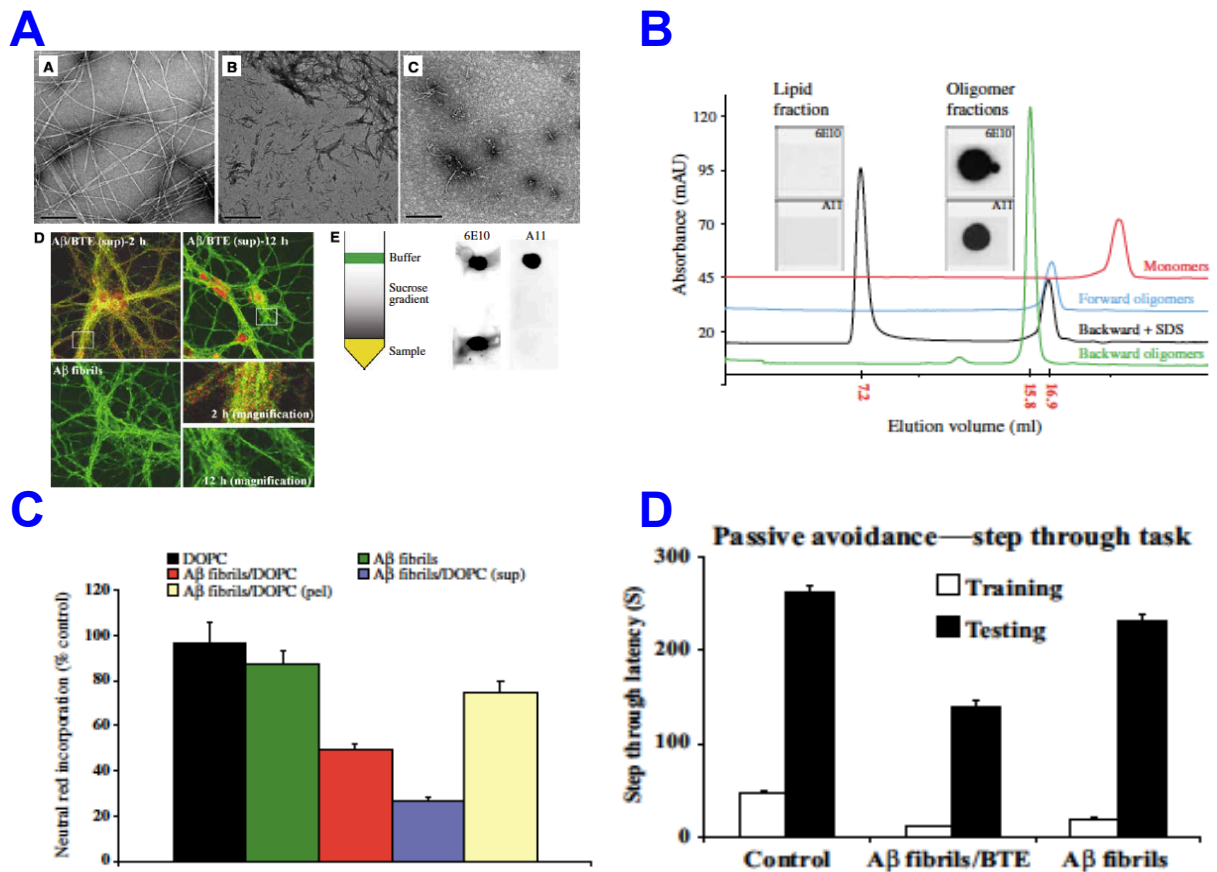 A
A
B
C
D
Aβ/BTE (sup)-2 h
Aβ/BTE (sup)-12 h
Aβ fibrils
2 h (magnification)
12 h (magnification)
E
Buffer
Sucrose
gradient
Sample
6E10
A11
B
Lipid
fraction
6E10
A11
Oligomer
fractions
6E10
A11
Absorbance (mAU)
120
95
70
45
20
Monomers
Forward oligomers
Backward + SDS
Backward oligomers
7.2
15.8
16.9
Elution volume (ml)
C
DOPC
Aβ fibrils
Aβ fibrils/DOPC
Aβ fibrils/DOPC (sup)
Aβ fibrils/DOPC (pel)
Neutral red incorporation (% control)
120
100
80
60
40
20
0
D
Passive avoidance—step through task
Training
Testing
Step through latency (S)
300
200
100
0
Control
Aβ fibrils/BTE
Aβ fibrils